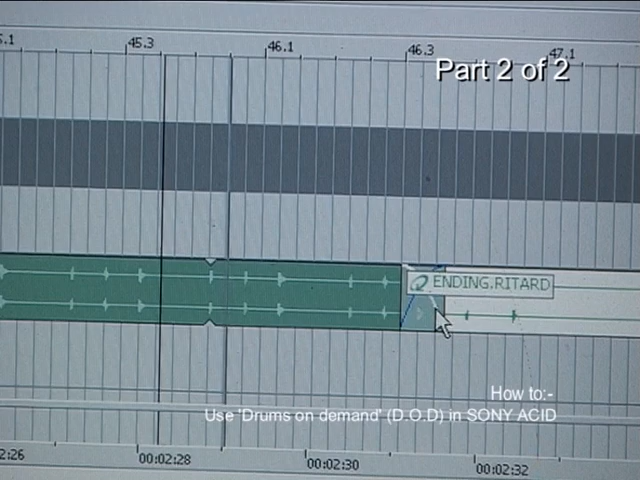 5.1 45.3 46.1 46.3 47.1
Part 2 of 2
ENDING.RITARD
How to:-
Use 'Drums on demand' (D.O.D) in SONY ACID
2:26 00:02:28 00:02:30 00:02:32